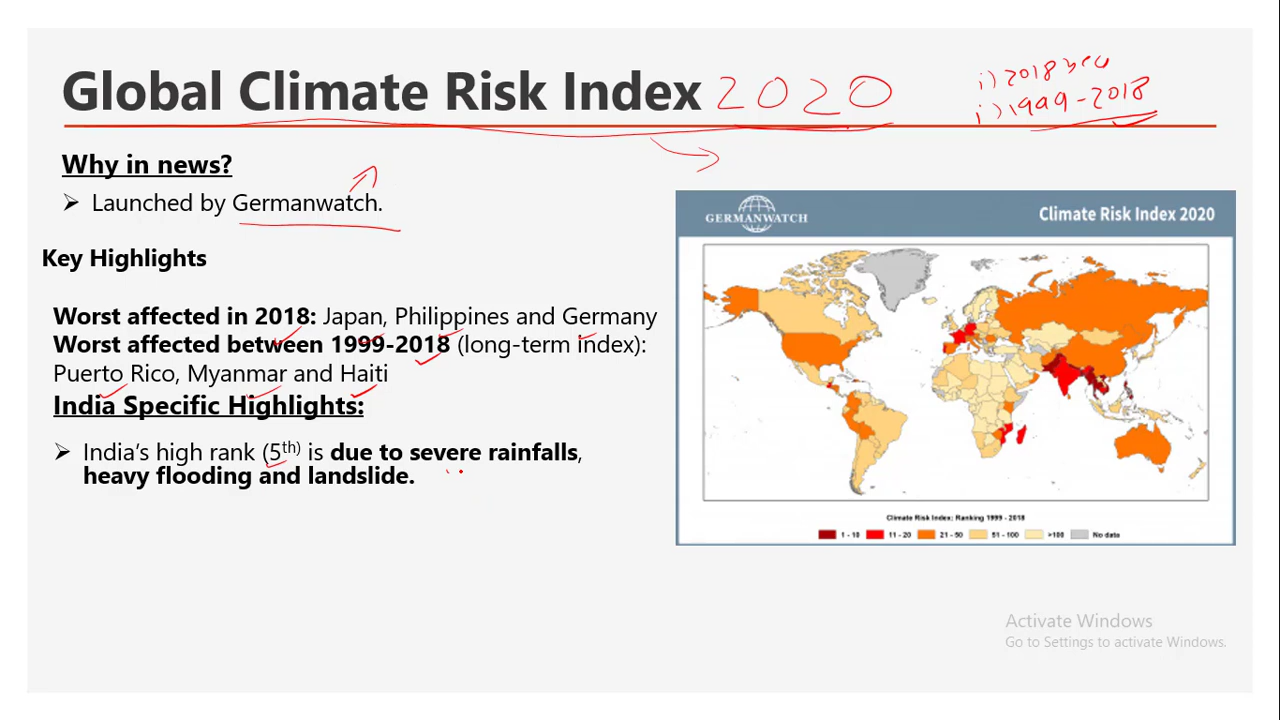 Global Climate Risk Index 2020
i) 2018
i) 1999-2018
Why in news?
➢ Launched by Germanwatch.
Key Highlights
Worst affected in 2018: Japan, Philippines and Germany
Worst affected between 1999-2018 (long-term index):
Puerto Rico, Myanmar and Haiti
India Specific Highlights:
➢ India's high rank (5th) is due to severe rainfalls,
heavy flooding and landslide.
GERMANWATCH
Climate Risk Index 2020
Climate Risk Index: Ranking 1999 - 2018
1 - 10 11 - 20 21 - 50 51 - 100 >100 No data
Activate Windows
Go to Settings to activate Windows.